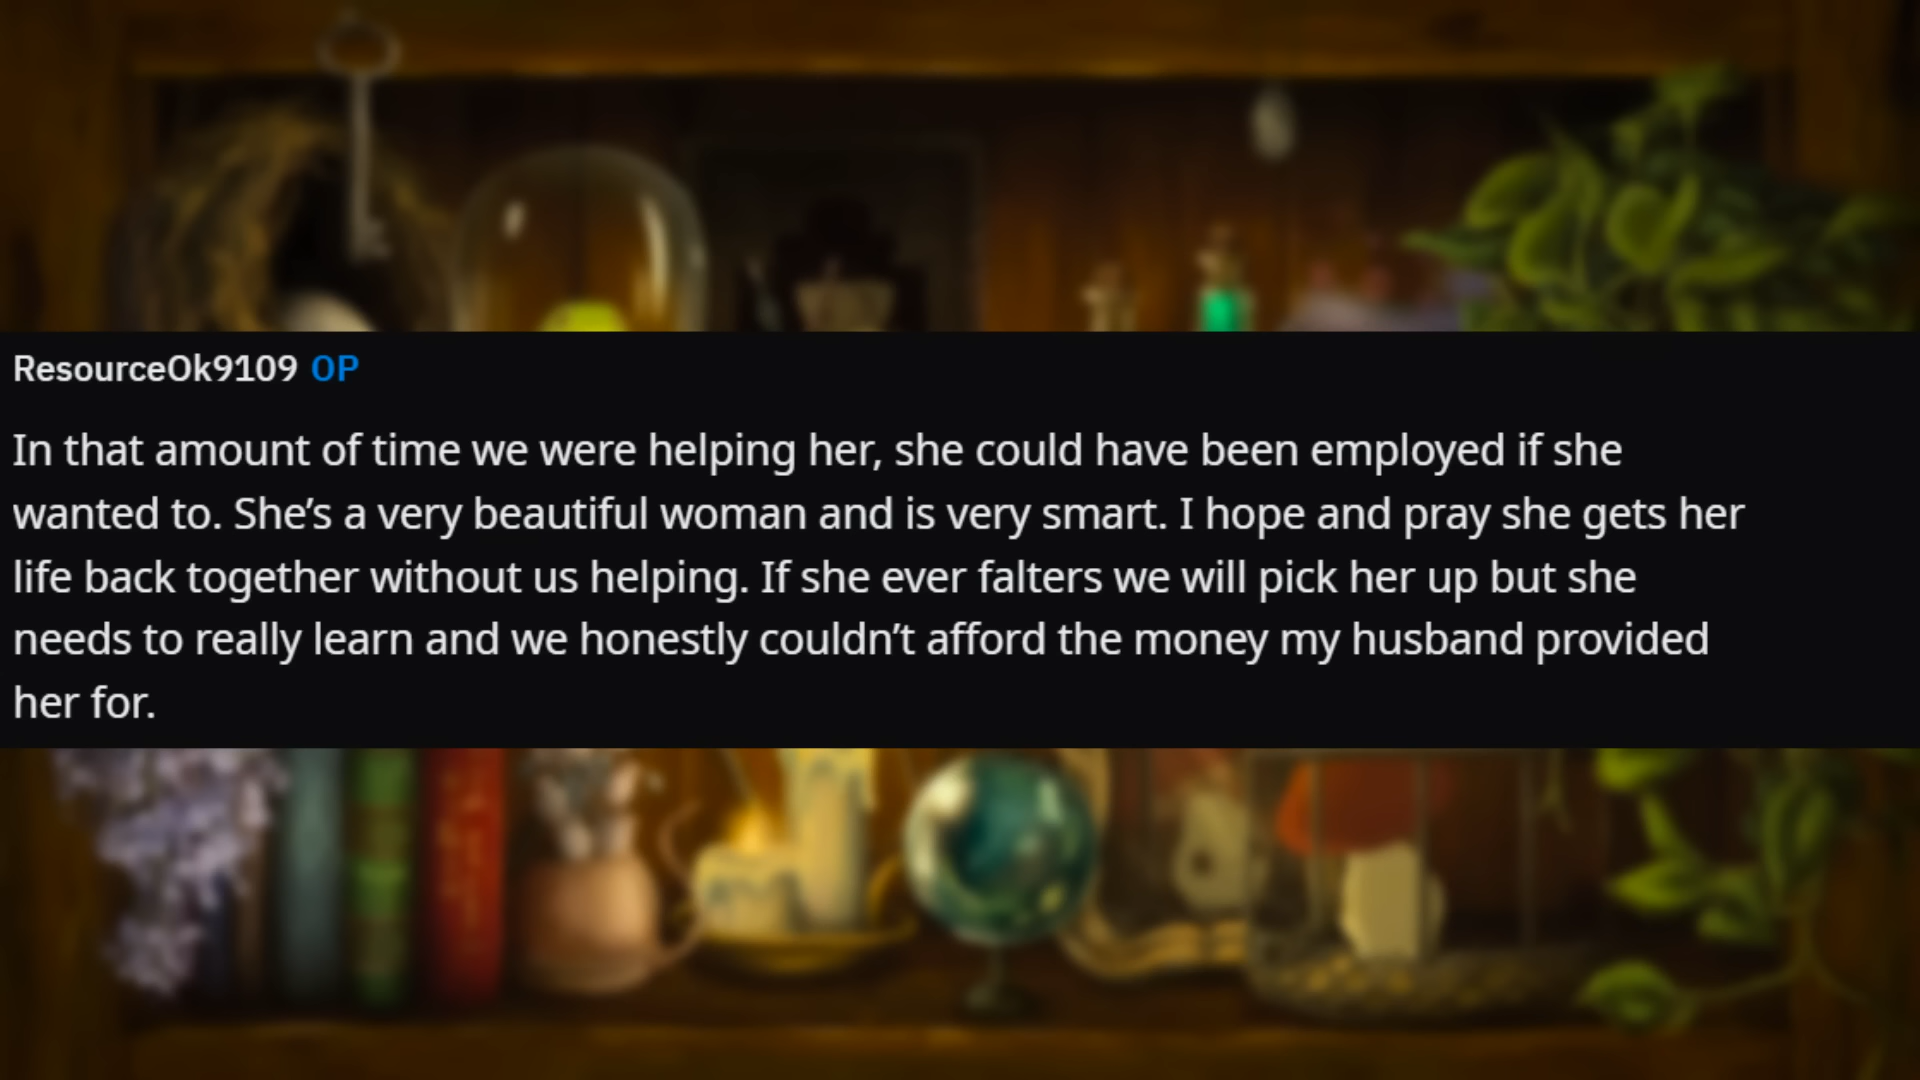 ResourceOk9109 OP
In that amount of time we were helping her, she could have been employed if she
wanted to. She’s a very beautiful woman and is very smart. I hope and pray she gets her
life back together without us helping. If she ever falters we will pick her up but she
needs to really learn and we honestly couldn’t afford the money my husband provided
her for.